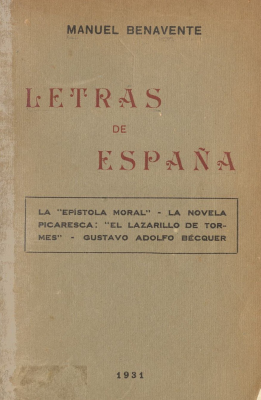 MANUEL BENAVENTE
LETRAS
DE
ESPAÑA
LA "EPÍSTOLA MORAL" - LA NOVELA
PICARESCA: "EL LAZARILLO DE TOR-
MES" - GUSTAVO ADOLFO BÉCQUER
1931